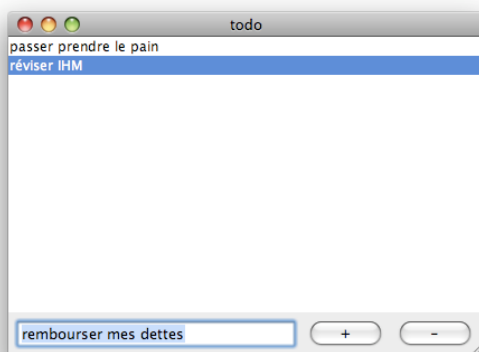 todo
passer prendre le pain
réviser IHM
rembourser mes dettes
+
-